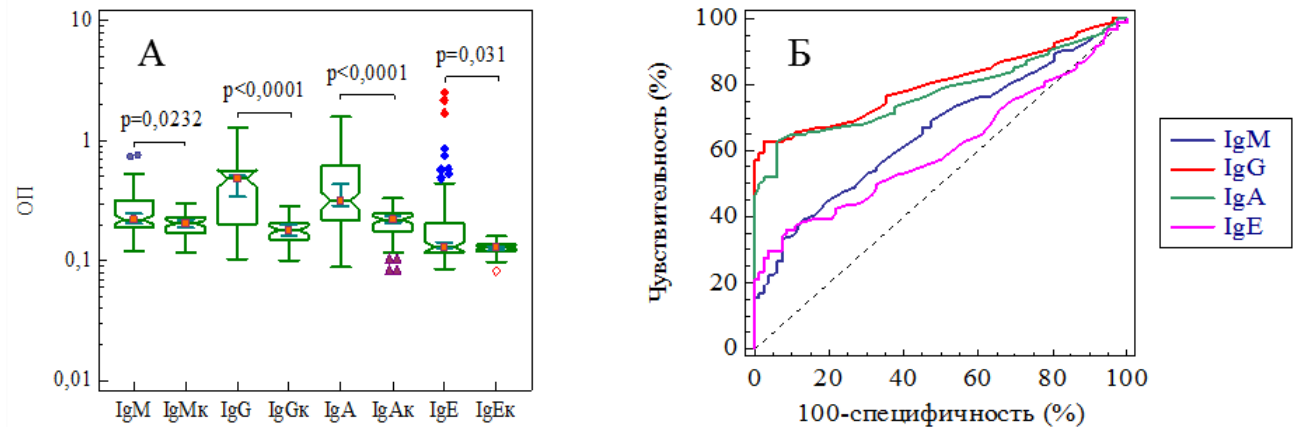 А
p=0,0232
p<0,0001
p<0,0001
p=0,031
ОП
10
1
0,1
0,01
IgM
IgMк
IgG
IgGк
IgA
IgAк
IgE
IgEк
Б
Чувствительность (%)
100
80
60
40
20
0
0
20
40
60
80
100
100-специфичность (%)
IgM
IgG
IgA
IgE